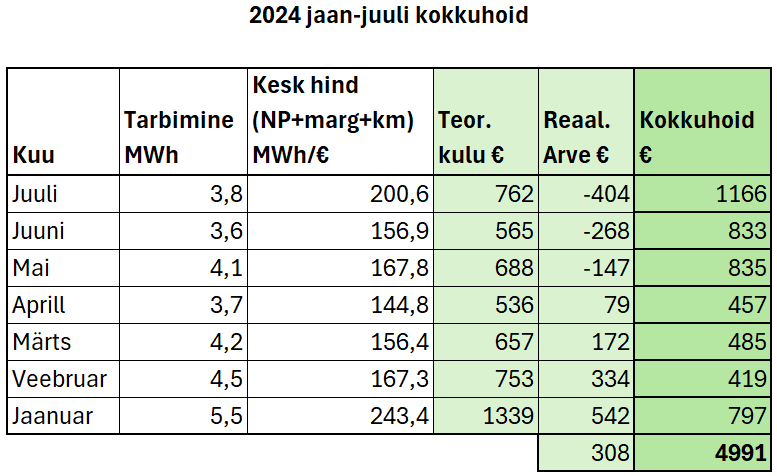 2024 jaan-juuli kokkuhoid
Kuu Tarbimine MWh Kesk hind (NP+marg+km) MWh/€ Teor. kulu € Reaal. Arve € Kokkuhoid €
Juuli 3,8 200,6 762 -404 1166
Juuni 3,6 156,9 565 -268 833
Mai 4,1 167,8 688 -147 835
Aprill 3,7 144,8 536 79 457
Märts 4,2 156,4 657 172 485
Veebruar 4,5 167,3 753 334 419
Jaanuar 5,5 243,4 1339 542 797
308 4991